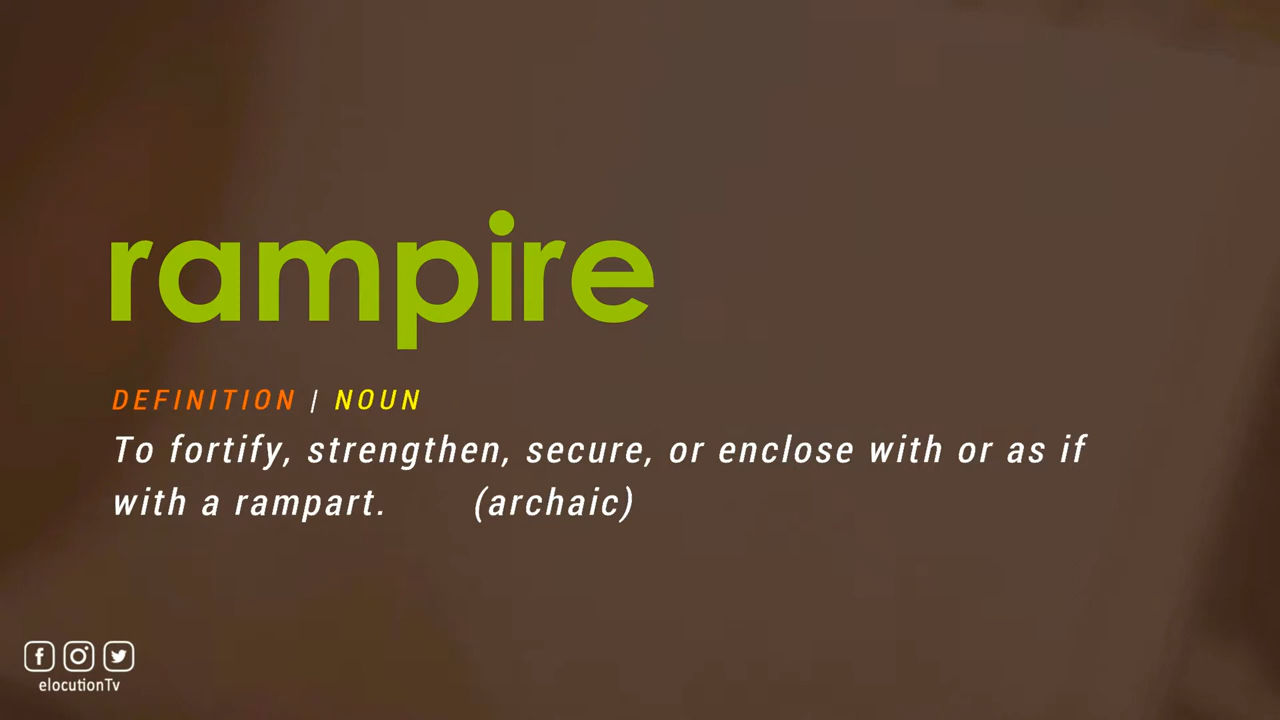 rampire
DEFINITION | NOUN
To fortify, strengthen, secure, or enclose with or as if
with a rampart. (archaic)
elocutionTv